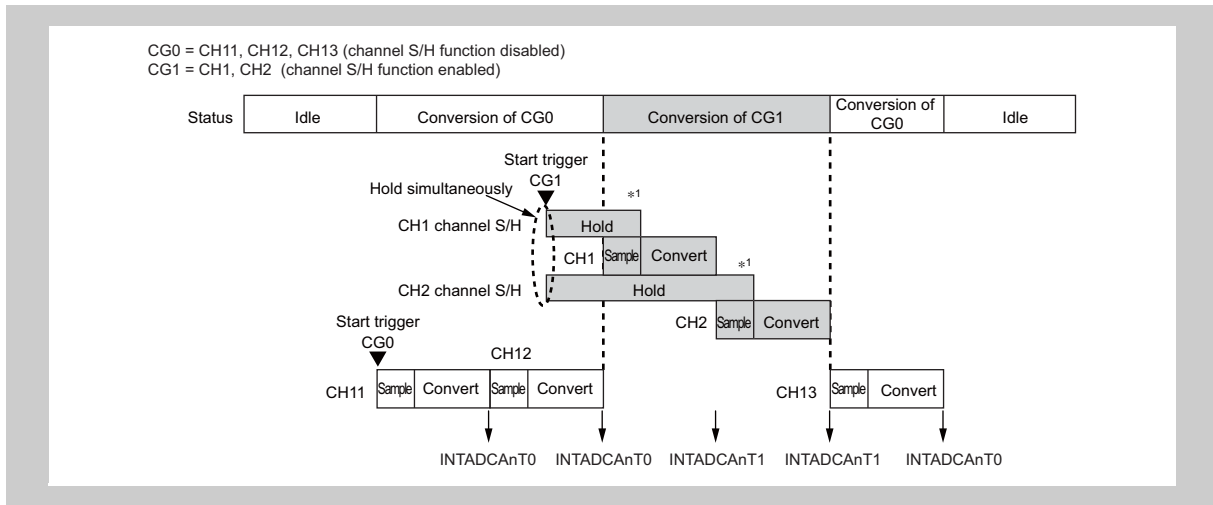 CG0 = CH11, CH12, CH13 (channel S/H function disabled)
CG1 = CH1, CH2 (channel S/H function enabled)
Status
Idle
Conversion of CG0
Conversion of CG1
Conversion of
CG0
Idle
Start trigger
CG1
Hold simultaneously
*1
CH1 channel S/H
Hold
CH1
Sample
Convert
*1
CH2 channel S/H
Hold
CH2
Sample
Convert
Start trigger
CG0
CH12
CH11
Sample
Convert
Sample
Convert
CH13
Sample
Convert
INTADCAnT0
INTADCAnT0
INTADCAnT1
INTADCAnT1
INTADCAnT0